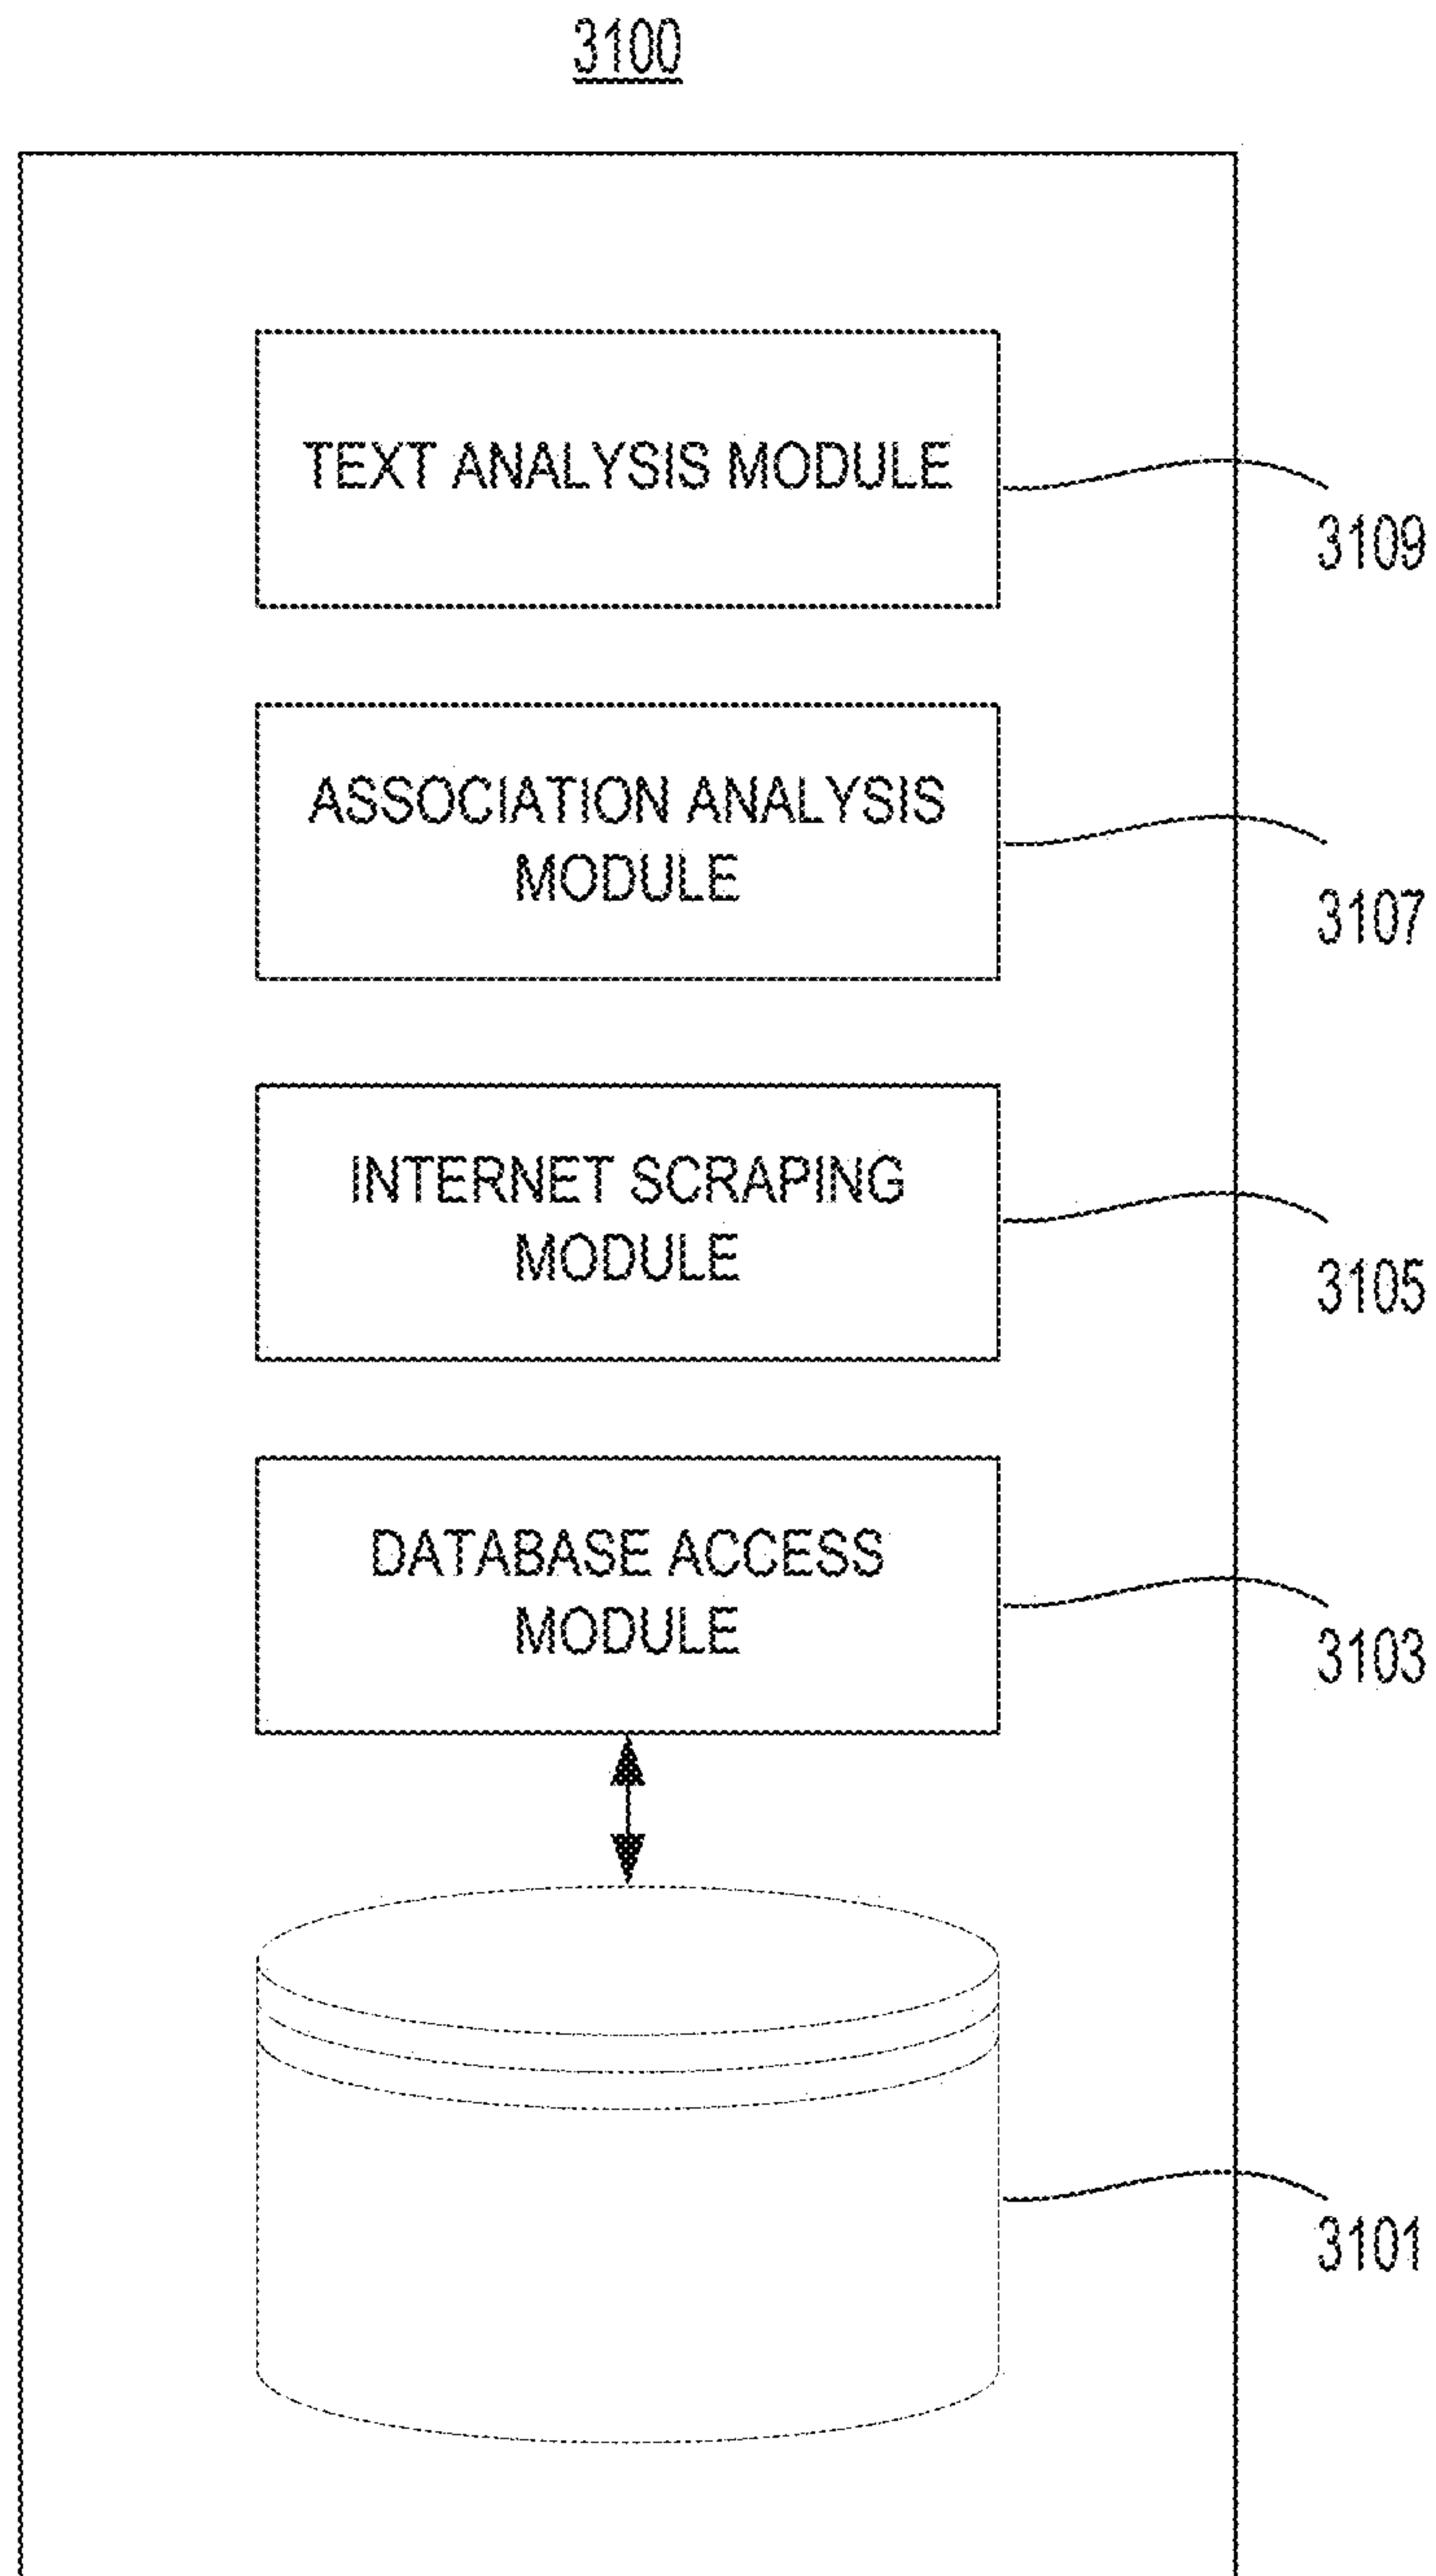 3100
TEXT ANALYSIS MODULE
3109
ASSOCIATION ANALYSIS
MODULE
3107
INTERNET SCRAPING
MODULE
3105
DATABASE ACCESS
MODULE
3103
3101